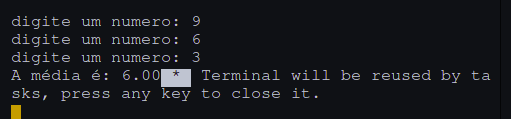 digite um numero: 9
digite um numero: 6
digite um numero: 3
A média é: 6.00 *  Terminal will be reused by ta
sks, press any key to close it.